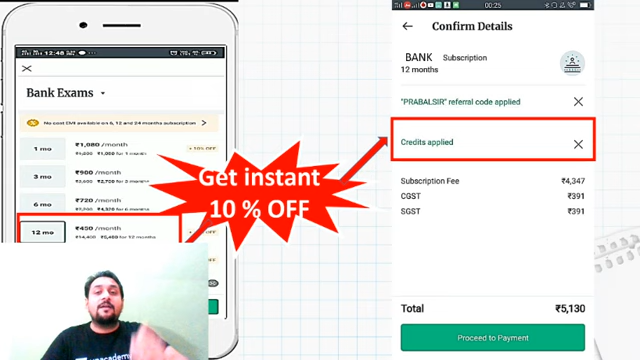 12:48 AM
Bank Exams
No cost EMI available on 6, 12 and 24 months subscription >
1 mo
₹1,080 /month
10% OFF
3 mo
₹900 /month
6 mo
₹720 /month
12 mo
₹450 /month
Get instant
10 % OFF
00:25
Confirm Details
BANK Subscription
12 months
"PRABALSIR" referral code applied
Credits applied
Subscription Fee ₹4,347
CGST ₹391
SGST ₹391
Total ₹5,130
Proceed to Payment